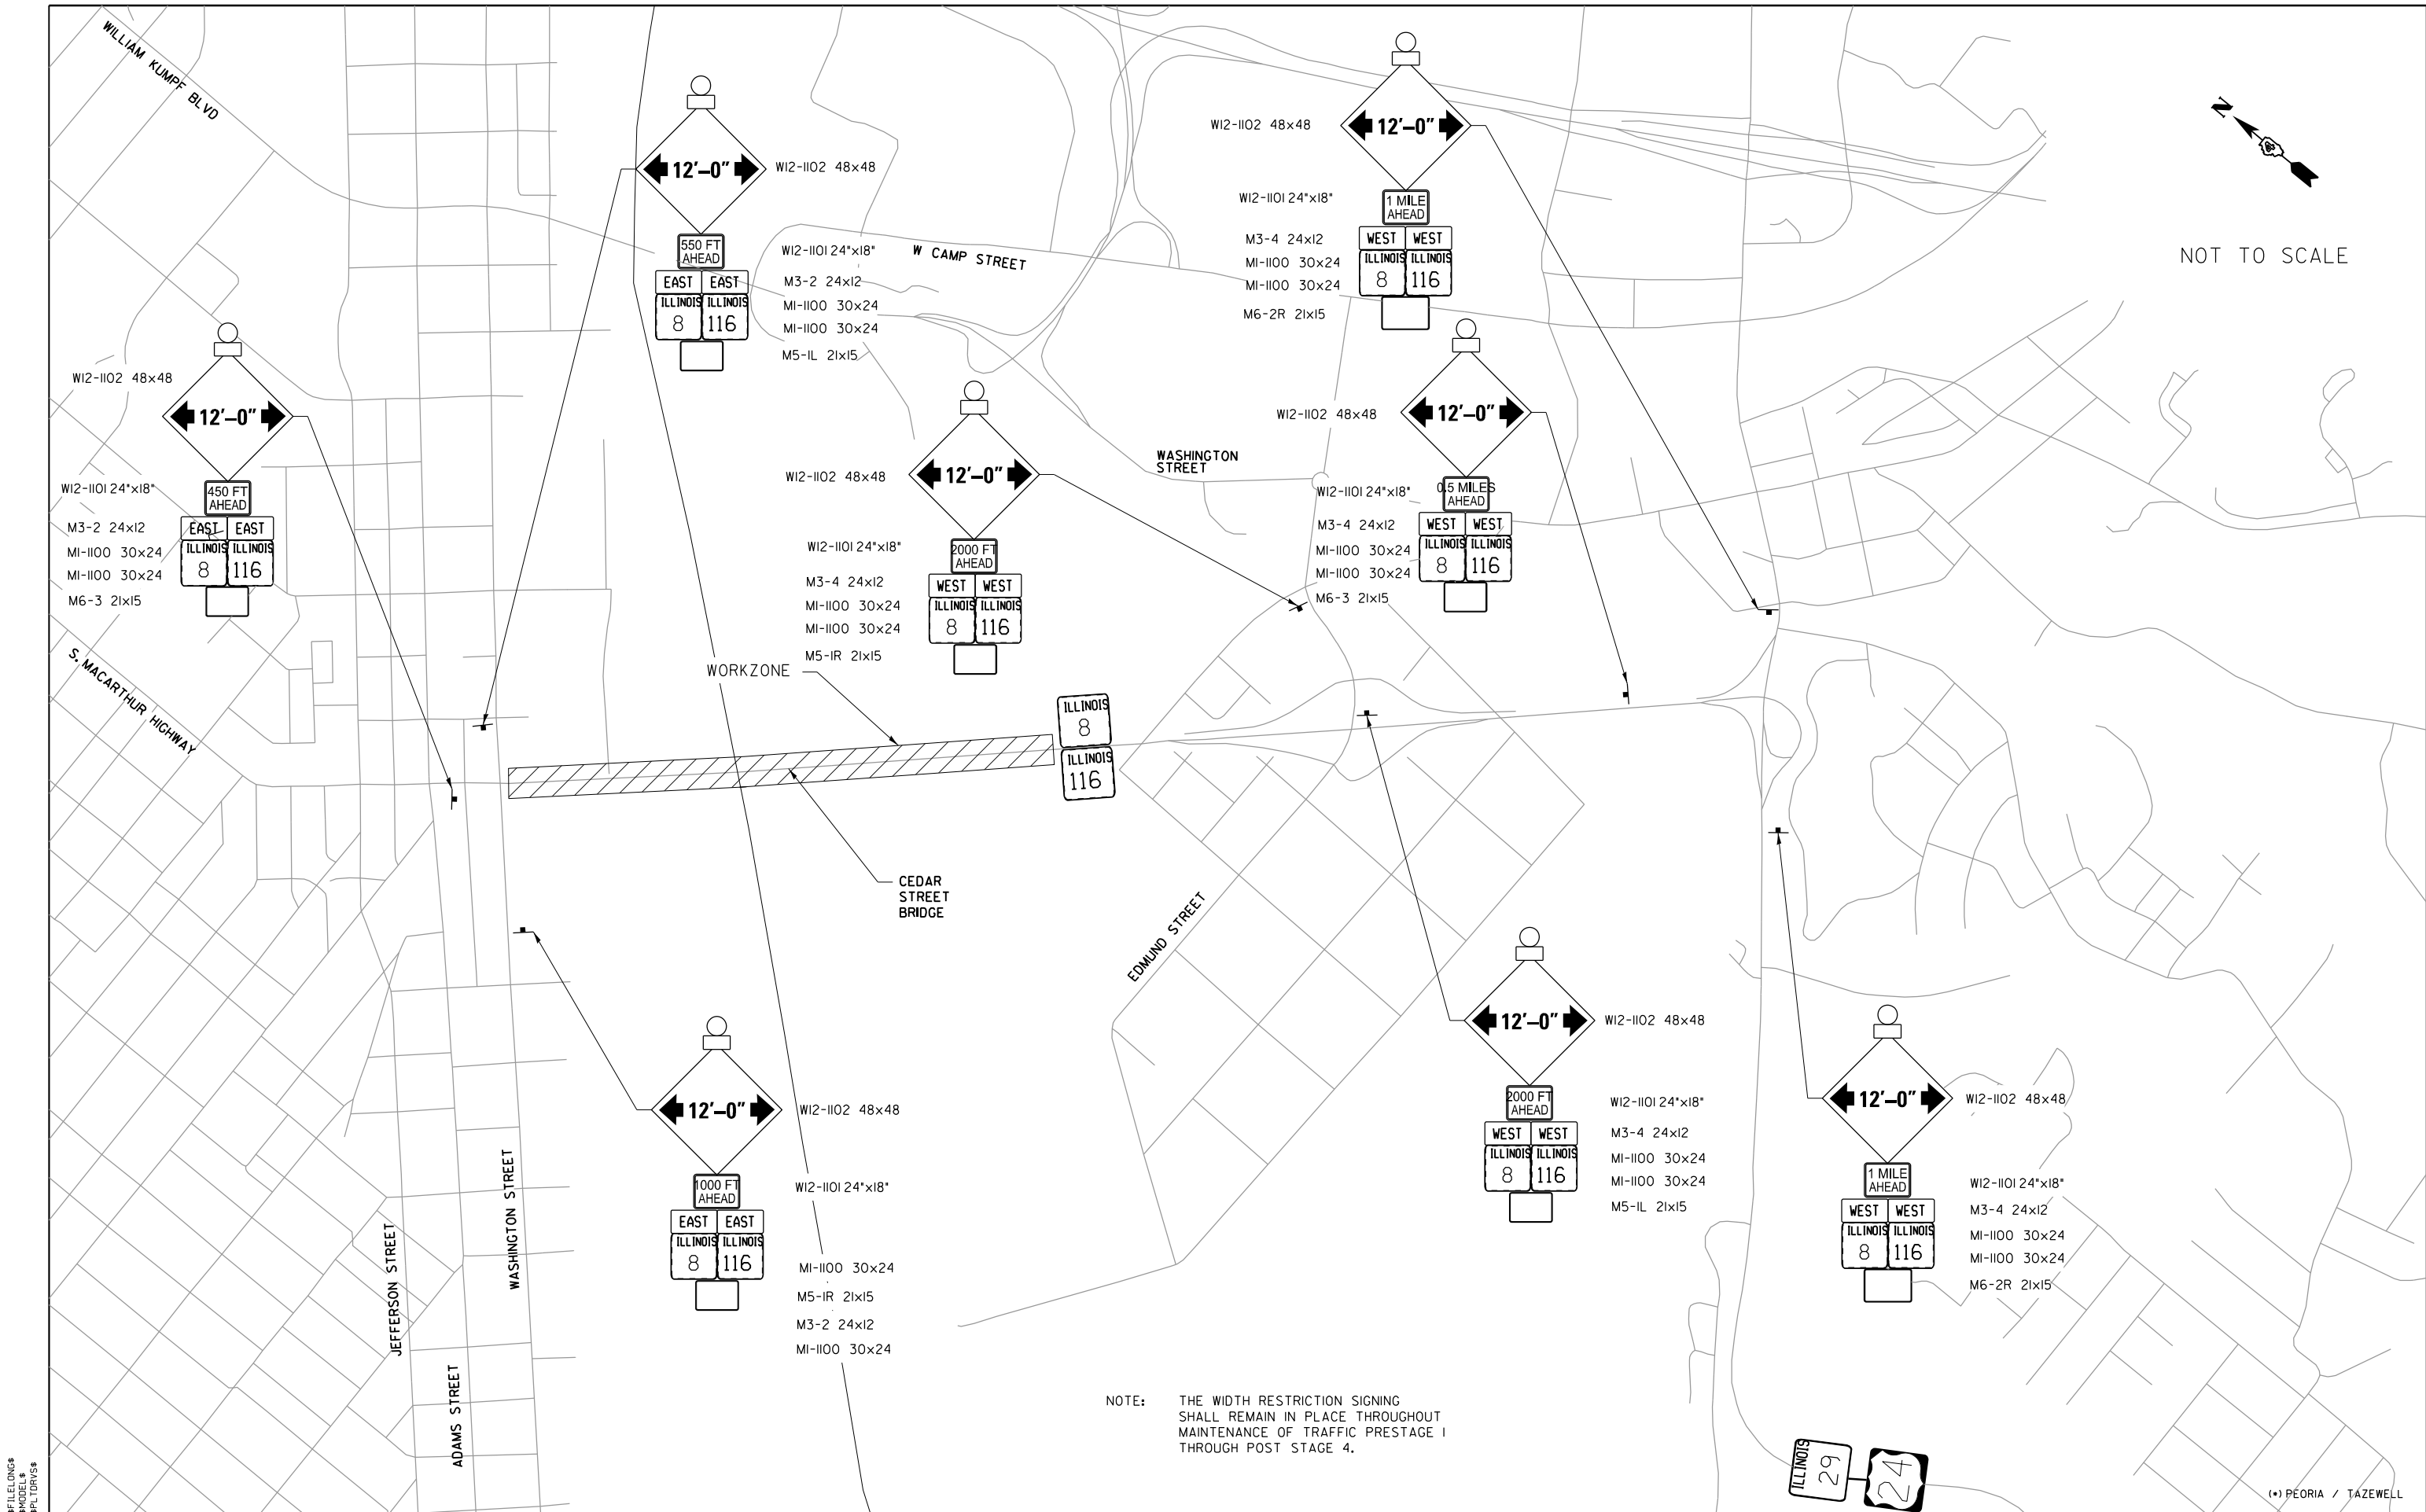 WILLIAM KUMPF BLVD
12'-0"
W12-1102 48x48
550 FT
AHEAD
W12-1101 24"x18"
EAST EAST
M3-2 24x12
ILLINOIS ILLINOIS
8 116
M1-1100 30x24
M1-1100 30x24
M5-1L 21x15
W CAMP STREET
W12-1102 48x48
12'-0"
W12-1101 24"x18"
1 MILE
AHEAD
M3-4 24x12
WEST WEST
M1-1100 30x24
ILLINOIS ILLINOIS
8 116
M1-1100 30x24
M6-2R 21x15
N
NOT TO SCALE
W12-1102 48x48
12'-0"
W12-1101 24"x18"
450 FT
AHEAD
M3-2 24x12
EAST EAST
M1-1100 30x24
ILLINOIS ILLINOIS
8 116
M1-1100 30x24
M6-3 21x15
S. MACARTHUR HIGHWAY
W12-1102 48x48
12'-0"
W12-1101 24"x18"
2000 FT
AHEAD
M3-4 24x12
WEST WEST
M1-1100 30x24
ILLINOIS ILLINOIS
8 116
M1-1100 30x24
M5-1R 21x15
WASHINGTON
STREET
W12-1102 48x48
12'-0"
W12-1101 24"x18"
0.5 MILES
AHEAD
M3-4 24x12
WEST WEST
M1-1100 30x24
ILLINOIS ILLINOIS
8 116
M1-1100 30x24
M6-3 21x15
WORKZONE
ILLINOIS
8
ILLINOIS
116
CEDAR
STREET
BRIDGE
EDMUND STREET
12'-0"
W12-1102 48x48
1000 FT
AHEAD
W12-1101 24"x18"
EAST EAST
ILLINOIS ILLINOIS
8 116
M1-1100 30x24
M5-1R 21x15
M3-2 24x12
M1-1100 30x24
12'-0"
W12-1102 48x48
2000 FT
AHEAD
W12-1101 24"x18"
WEST WEST
M3-4 24x12
ILLINOIS ILLINOIS
8 116
M1-1100 30x24
M1-1100 30x24
M5-1L 21x15
12'-0"
W12-1102 48x48
1 MILE
AHEAD
W12-1101 24"x18"
WEST WEST
M3-4 24x12
ILLINOIS ILLINOIS
8 116
M1-1100 30x24
M1-1100 30x24
M6-2R 21x15
JEFFERSON STREET
ADAMS STREET
WASHINGTON STREET
NOTE: THE WIDTH RESTRICTION SIGNING
SHALL REMAIN IN PLACE THROUGHOUT
MAINTENANCE OF TRAFFIC PRESTAGE 1
THROUGH POST STAGE 4.
ILLINOIS
29
24
(*) PEORIA / TAZEWELL
$FILELONG$
$MODEL$
$PLTDRVS$